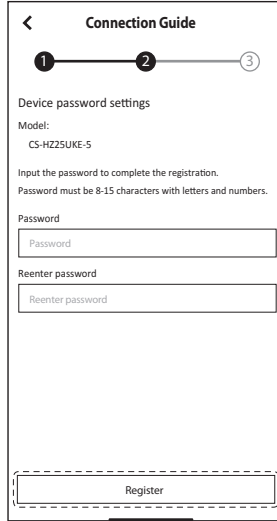 Connection Guide
1 2 3
Device password settings
Model:
CS-HZ25UKE-5
Input the password to complete the registration.
Password must be 8-15 characters with letters and numbers.
Password
Password
Reenter password
Reenter password
Register